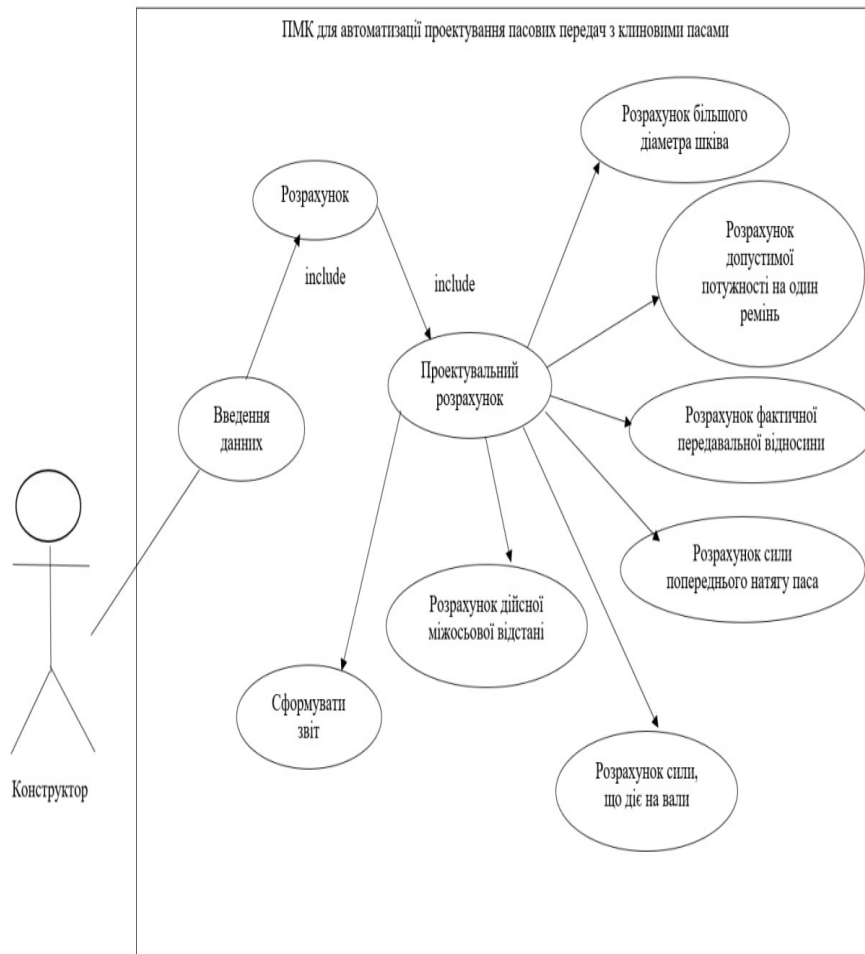 ПМК для автоматизації проектування пасових передач з клиновими пасами
Розрахунок більшого
діаметра шківа
Розрахунок
include
include
Розрахунок
допустимої
потужності на один
ремінь
Проектувальний
розрахунок
Введення
данних
Розрахунок фактичної
передавальної відносини
Розрахунок сили
попереднього натягу паса
Розрахунок дійсної
міжосьової відстані
Сформувати
звіт
Розрахунок сили,
що діє на вали
Конструктор